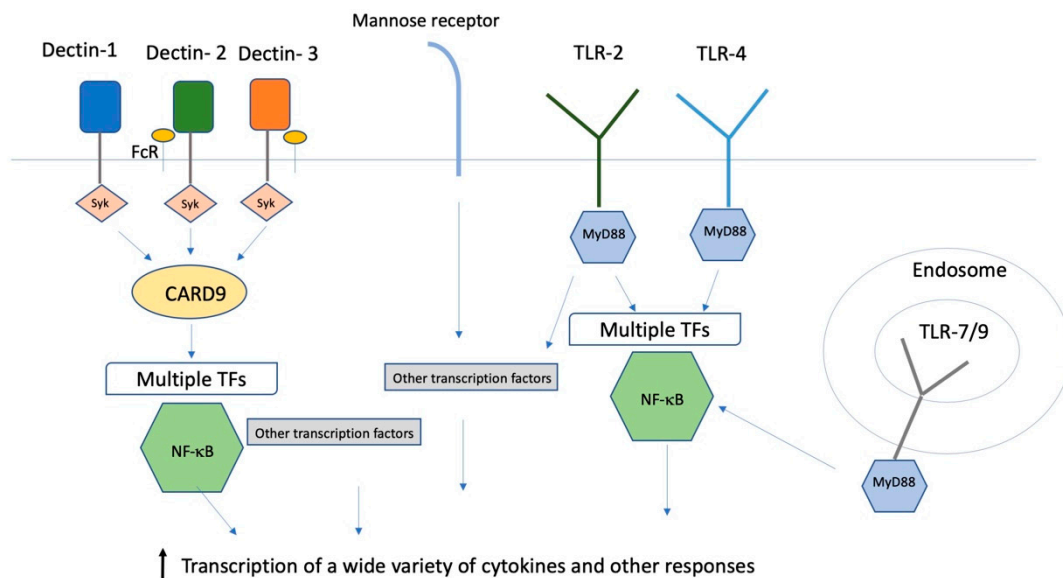 Mannose receptor
Dectin-1
Dectin- 2
Dectin- 3
TLR-2
TLR-4
FcR
Syk
Syk
Syk
MyD88
MyD88
Endosome
CARD9
Multiple TFs
TLR-7/9
Multiple TFs
Other transcription factors
NF-κB
Other transcription factors
NF-κB
MyD88
Transcription of a wide variety of cytokines and other responses